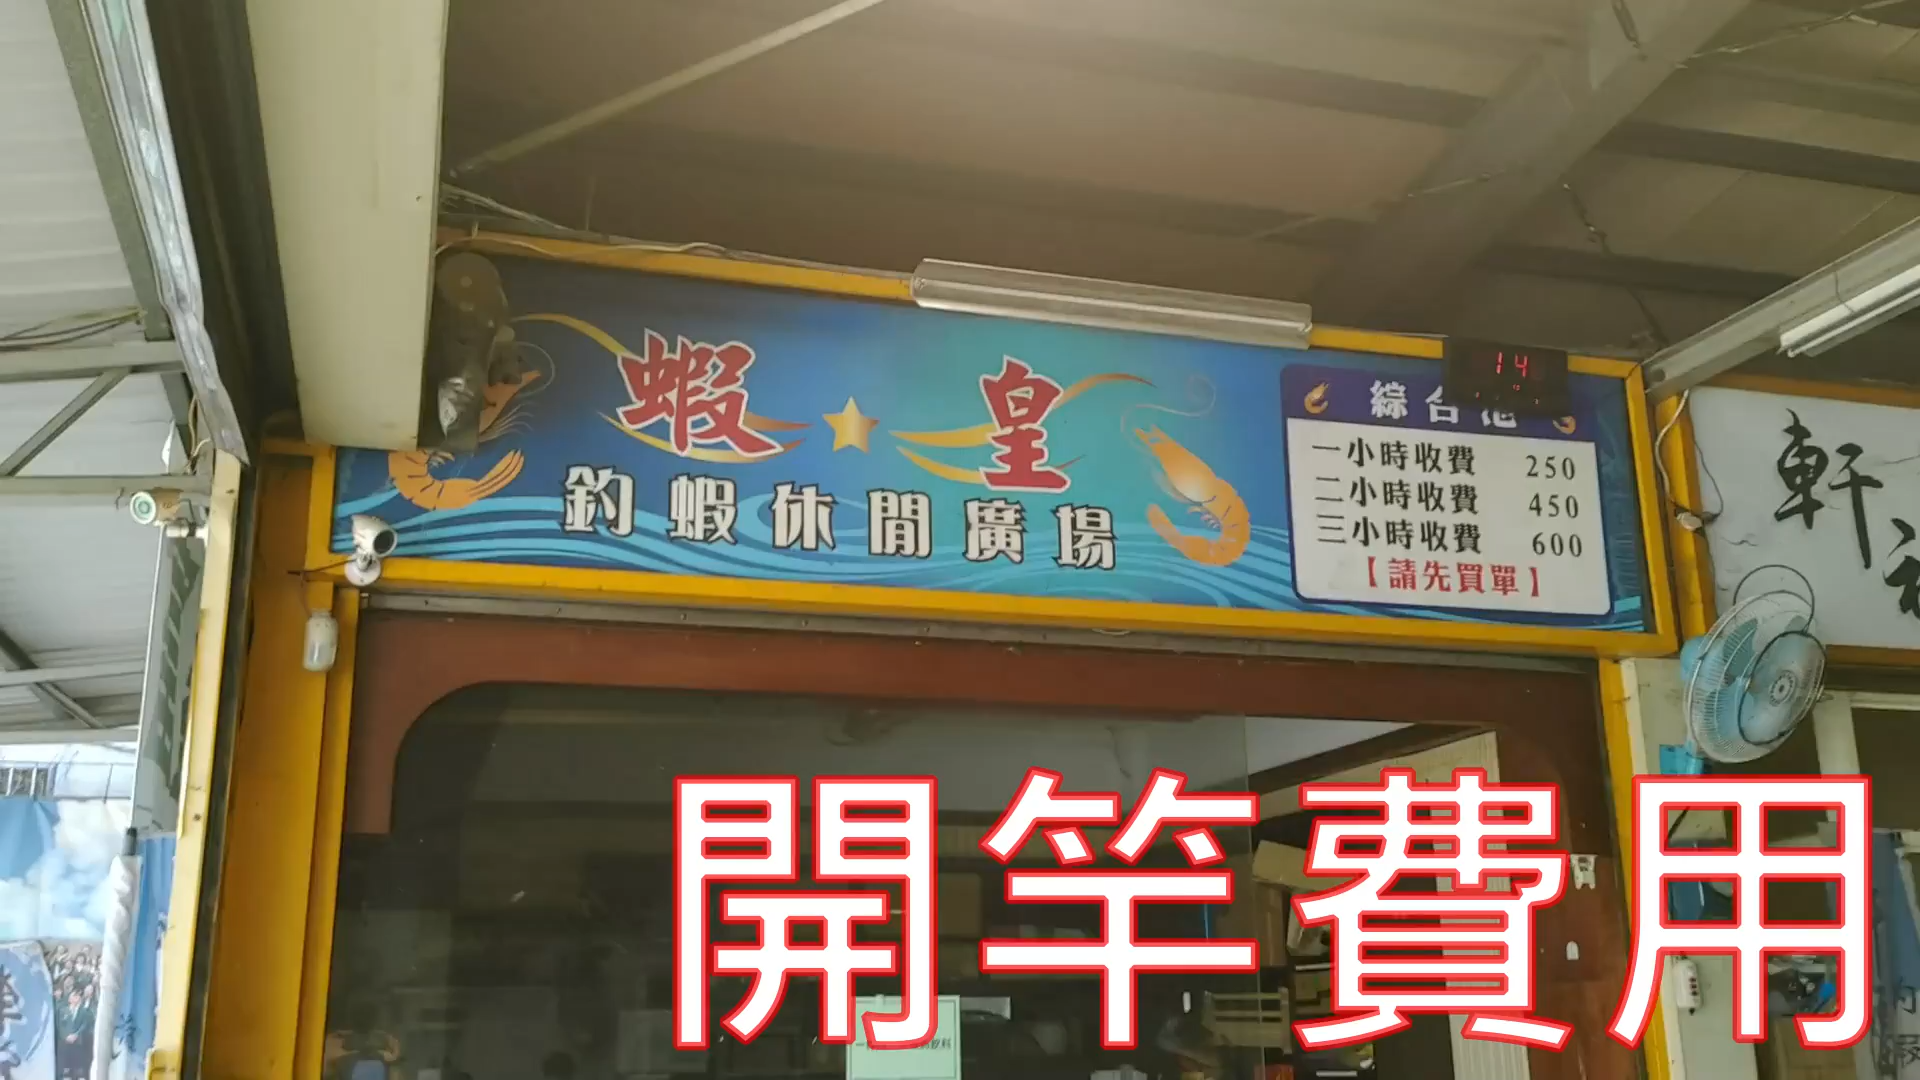 蝦★皇
釣蝦休閒廣場
14
綜合池
一小時收費 250
二小時收費 450
三小時收費 600
【請先買單】
軒
開竿費用